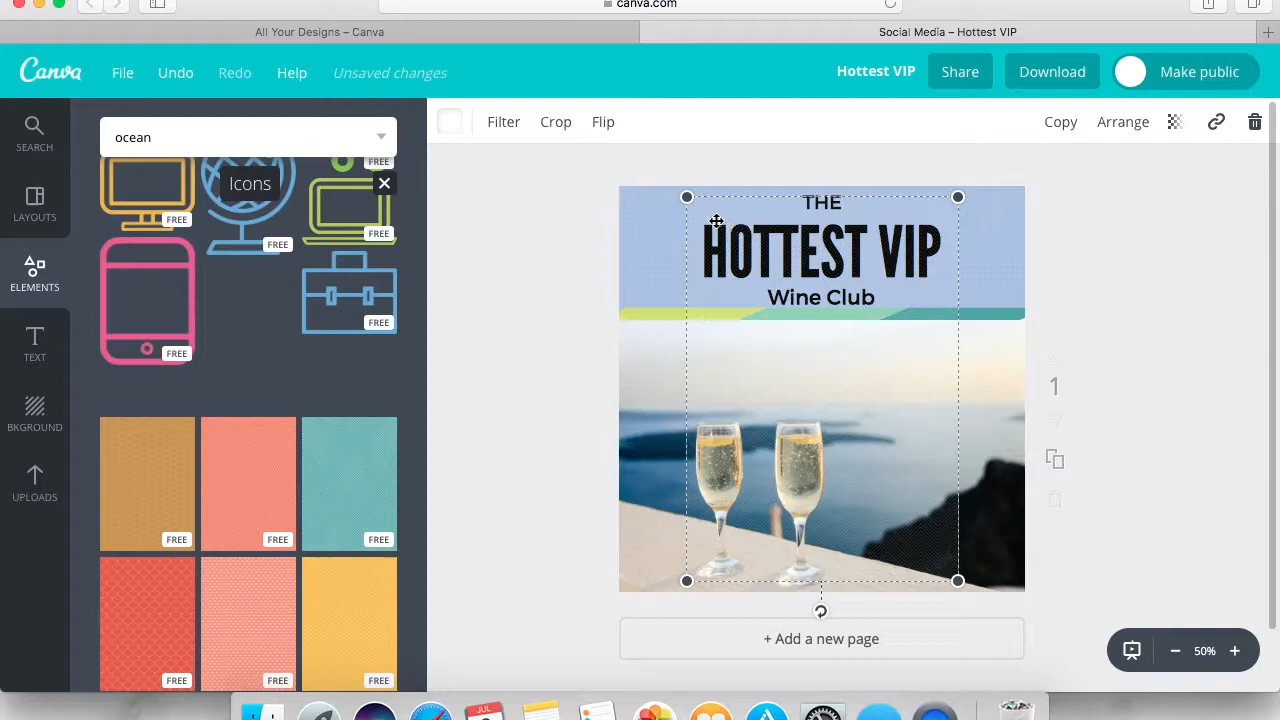 canva.com
All Your Designs – Canva
Social Media – Hottest VIP
Canva
File
Undo
Redo
Help
Unsaved changes
Hottest VIP
Share
Download
Make public
SEARCH
LAYOUTS
ELEMENTS
TEXT
BKGROUND
UPLOADS
ocean
Icons
FREE
FREE
FREE
FREE
FREE
FREE
FREE
FREE
FREE
FREE
FREE
FREE
Filter
Crop
Flip
Copy
Arrange
THE
HOTTEST VIP
Wine Club
1
+ Add a new page
50%
JUL